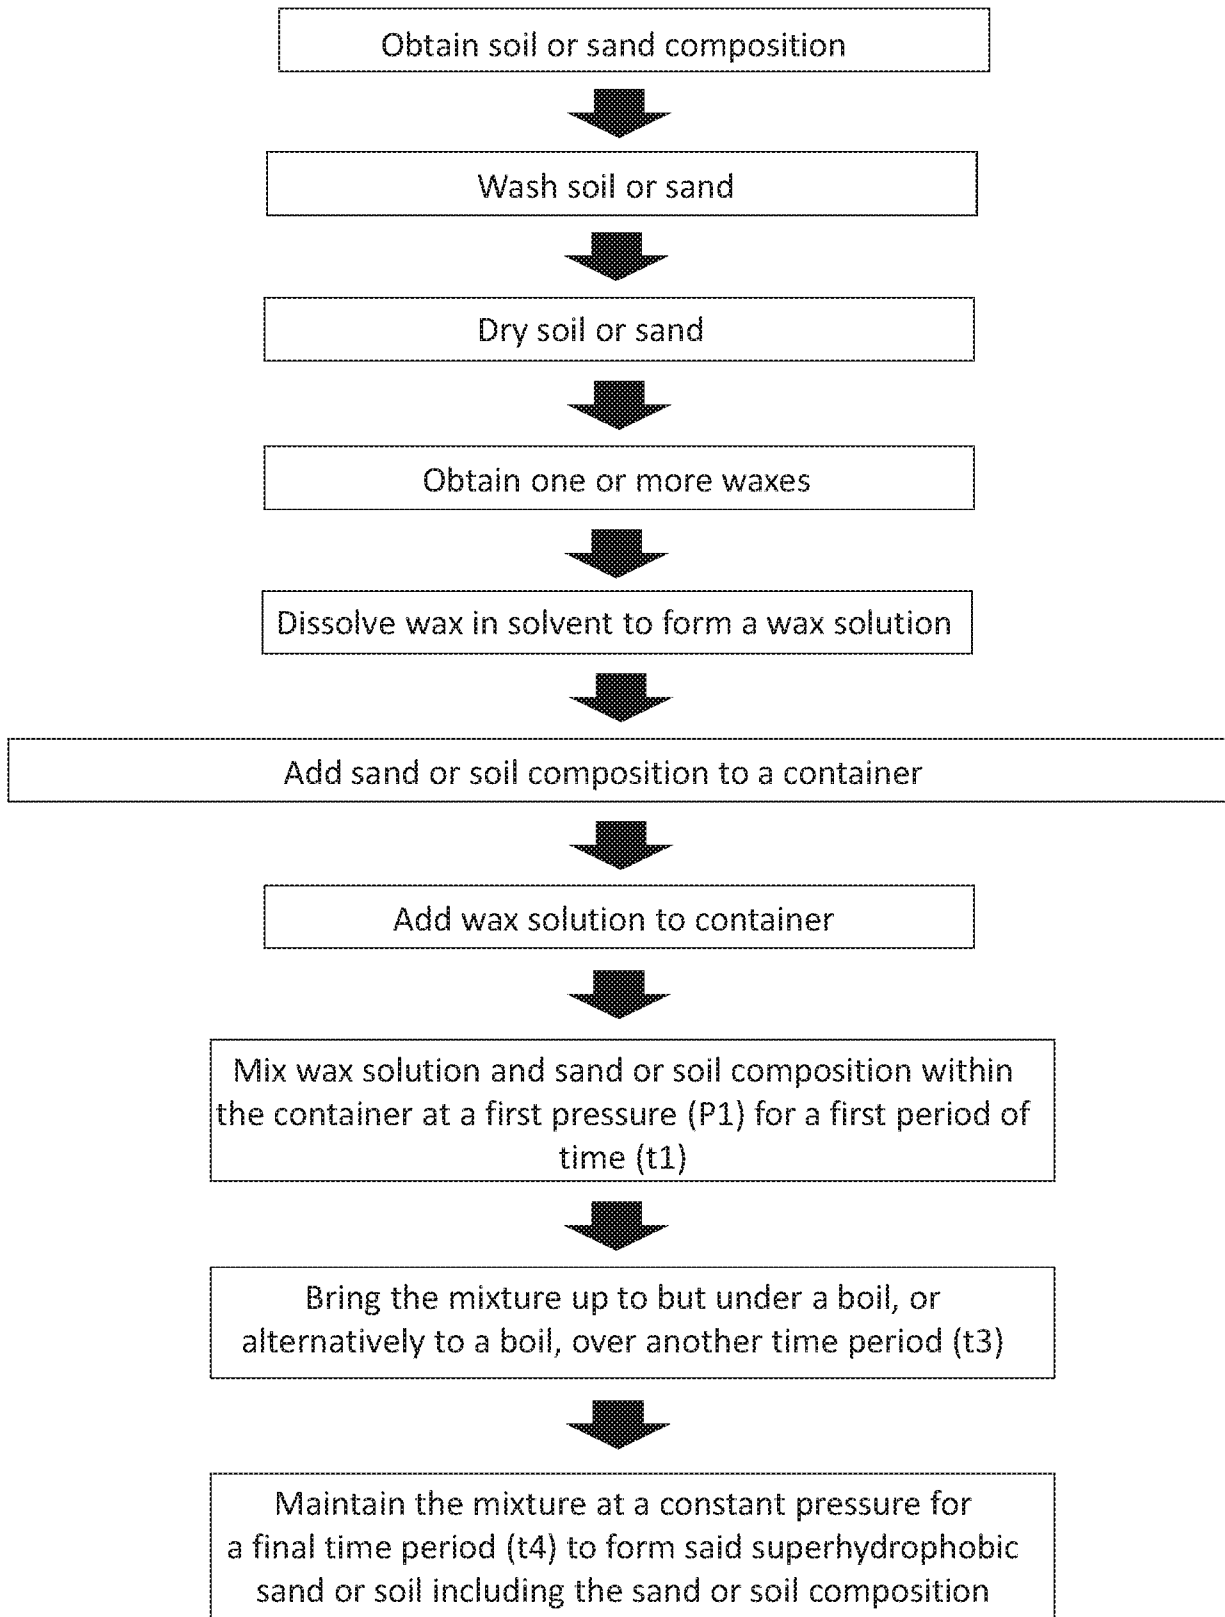 Obtain soil or sand composition
Wash soil or sand
Dry soil or sand
Obtain one or more waxes
Dissolve wax in solvent to form a wax solution
Add sand or soil composition to a container
Add wax solution to container
Mix wax solution and sand or soil composition within
the container at a first pressure (P1) for a first period of
time (t1)
Bring the mixture up to but under a boil, or
alternatively to a boil, over another time period (t3)
Maintain the mixture at a constant pressure for
a final time period (t4) to form said superhydrophobic
sand or soil including the sand or soil composition